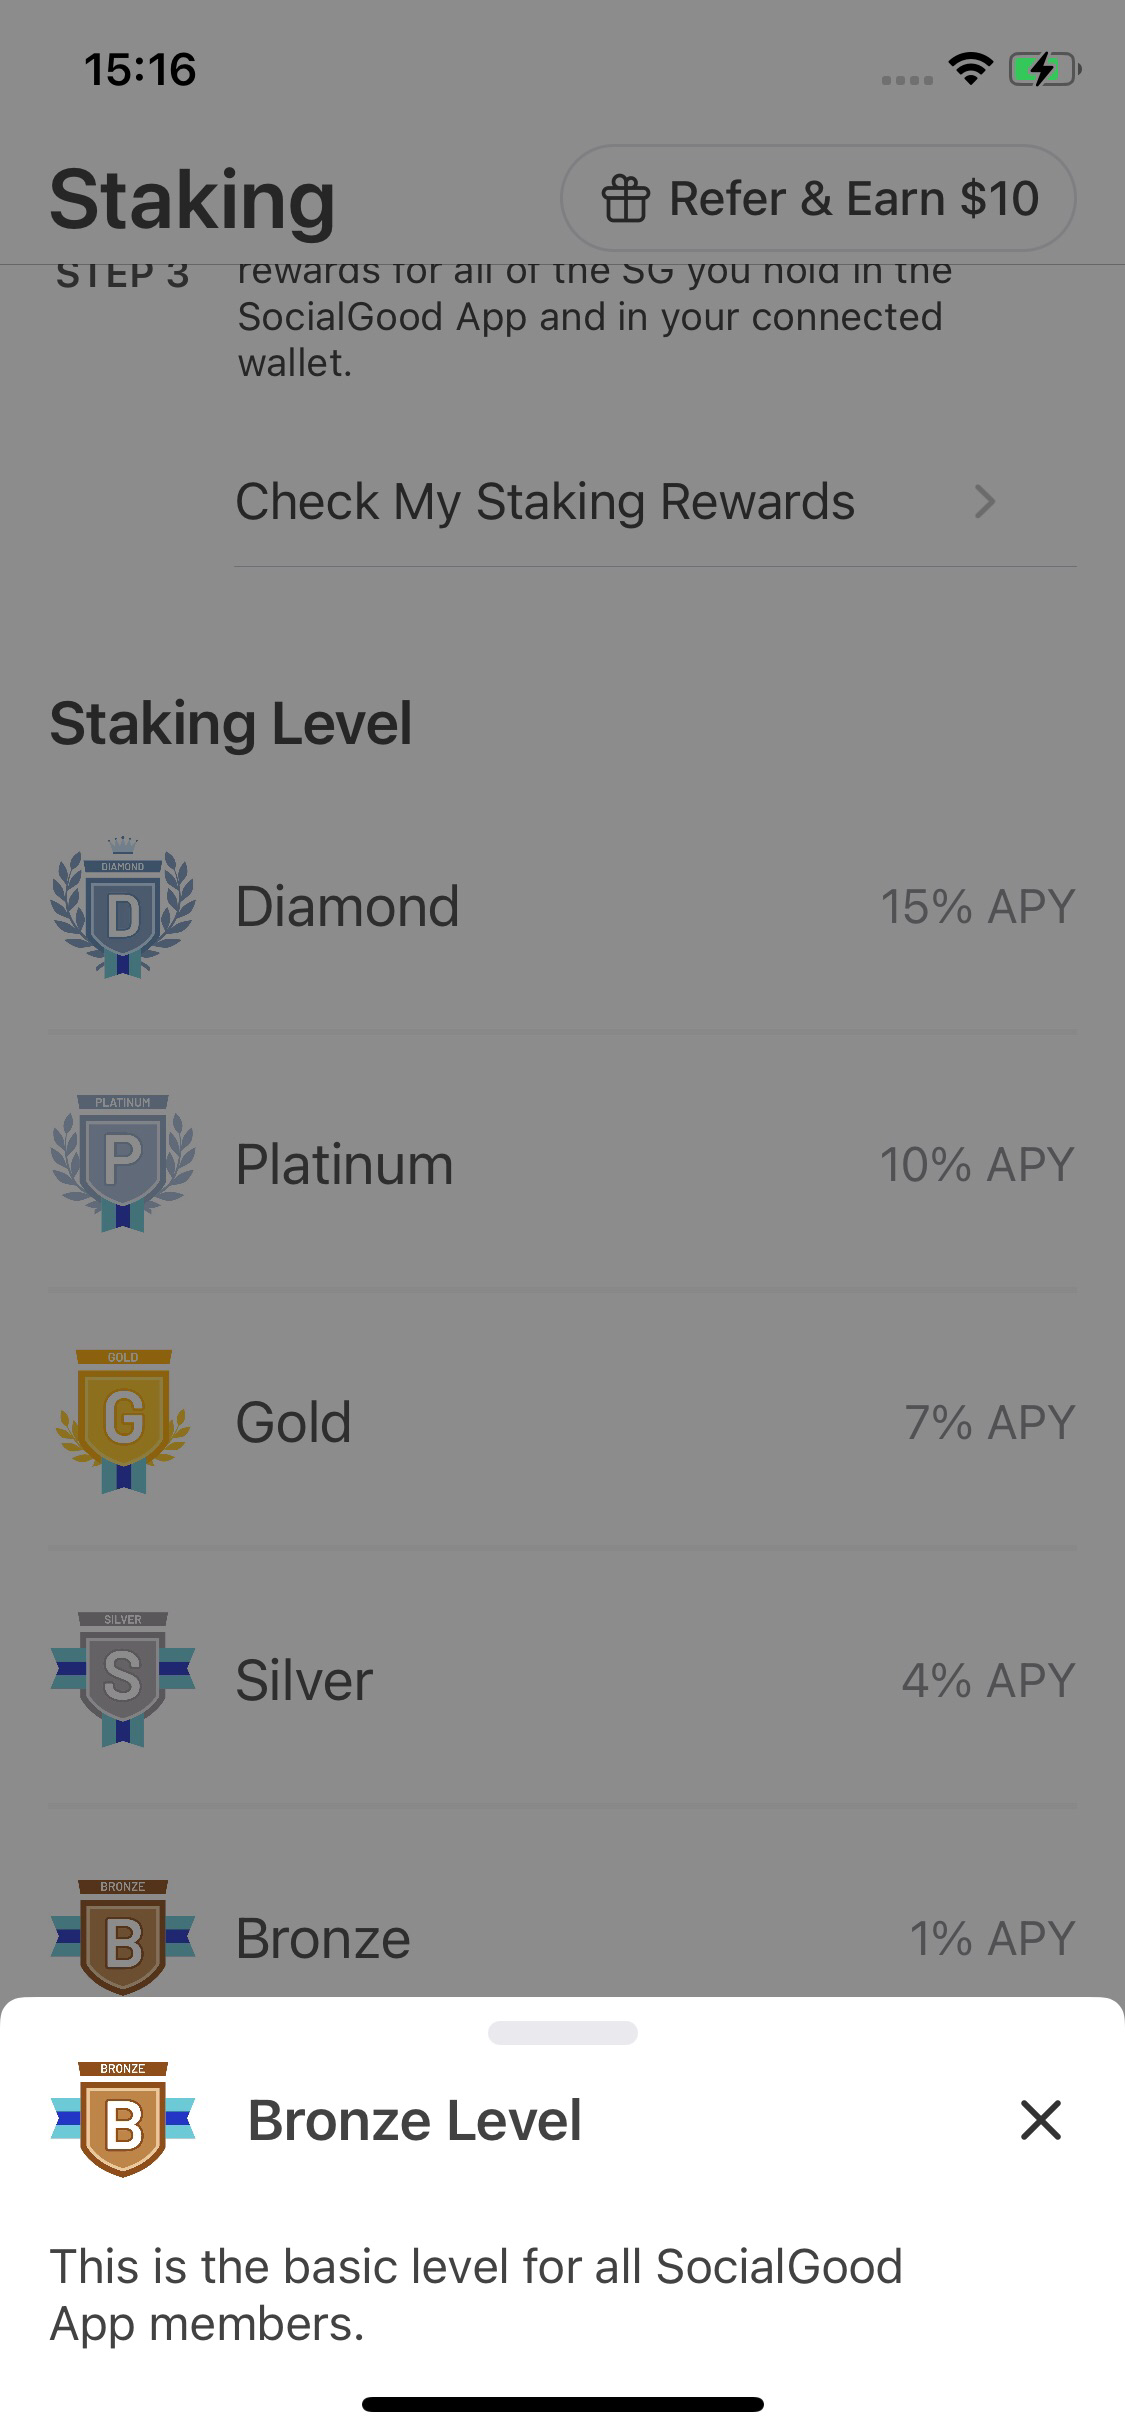 15:16
Staking
Refer & Earn $10
STEP 3
rewards for all of the SG you hold in the
SocialGood App and in your connected
wallet.
Check My Staking Rewards
Staking Level
DIAMOND
D
Diamond
15% APY
PLATINUM
P
Platinum
10% APY
GOLD
G
Gold
7% APY
SILVER
S
Silver
4% APY
BRONZE
B
Bronze
1% APY
BRONZE
B
Bronze Level
This is the basic level for all SocialGood
App members.